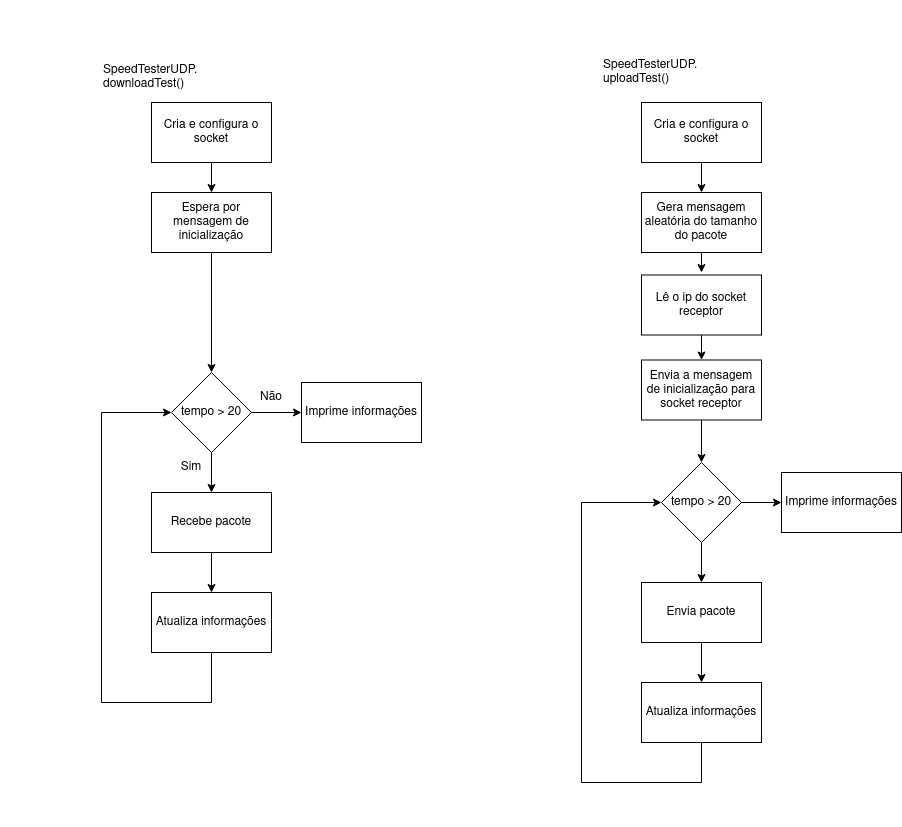 SpeedTesterUDP.
downloadTest()
Cria e configura o
socket
Espera por
mensagem de
inicialização
tempo > 20
Não
Imprime informações
Sim
Recebe pacote
Atualiza informações
SpeedTesterUDP.
uploadTest()
Cria e configura o
socket
Gera mensagem
aleatória do tamanho
do pacote
Lê o ip do socket
receptor
Envia a mensagem
de inicialização para
socket receptor
tempo > 20
Imprime informações
Envia pacote
Atualiza informações